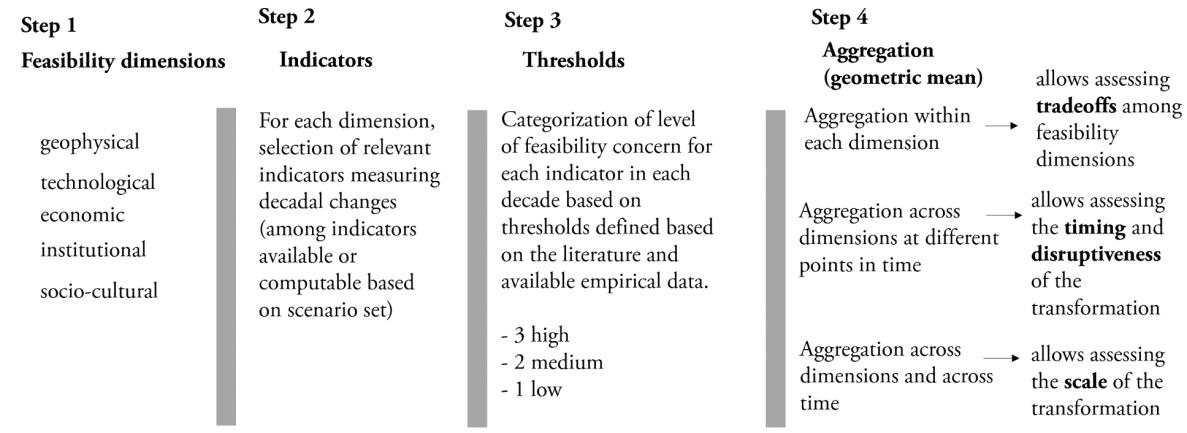 Step 1
Feasibility dimensions
geophysical
technological
economic
institutional
socio-cultural
Step 2
Indicators
For each dimension,
selection of relevant
indicators measuring
decadal changes
(among indicators
available or
computable based
on scenario set)
Step 3
Thresholds
Categorization of level
of feasibility concern for
each indicator in each
decade based on
thresholds defined based
on the literature and
available empirical data.
- 3 high
- 2 medium
- 1 low
Step 4
Aggregation
(geometric mean)
Aggregation within
each dimension
allows assessing
tradeoffs among
feasibility
dimensions
Aggregation across
dimensions at different
points in time
allows assessing
the timing and
disruptiveness
of the
transformation
Aggregation across
dimensions and across
time
allows assessing
the scale of the
transformation